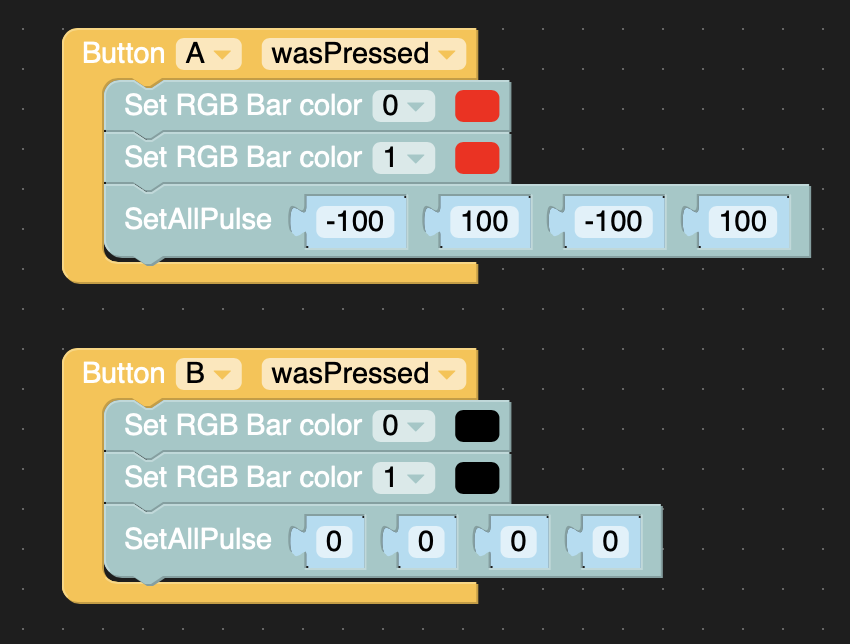 Button A wasPressed
Set RGB Bar color 0
Set RGB Bar color 1
SetAllPulse -100 100 -100 100
Button B wasPressed
Set RGB Bar color 0
Set RGB Bar color 1
SetAllPulse 0 0 0 0